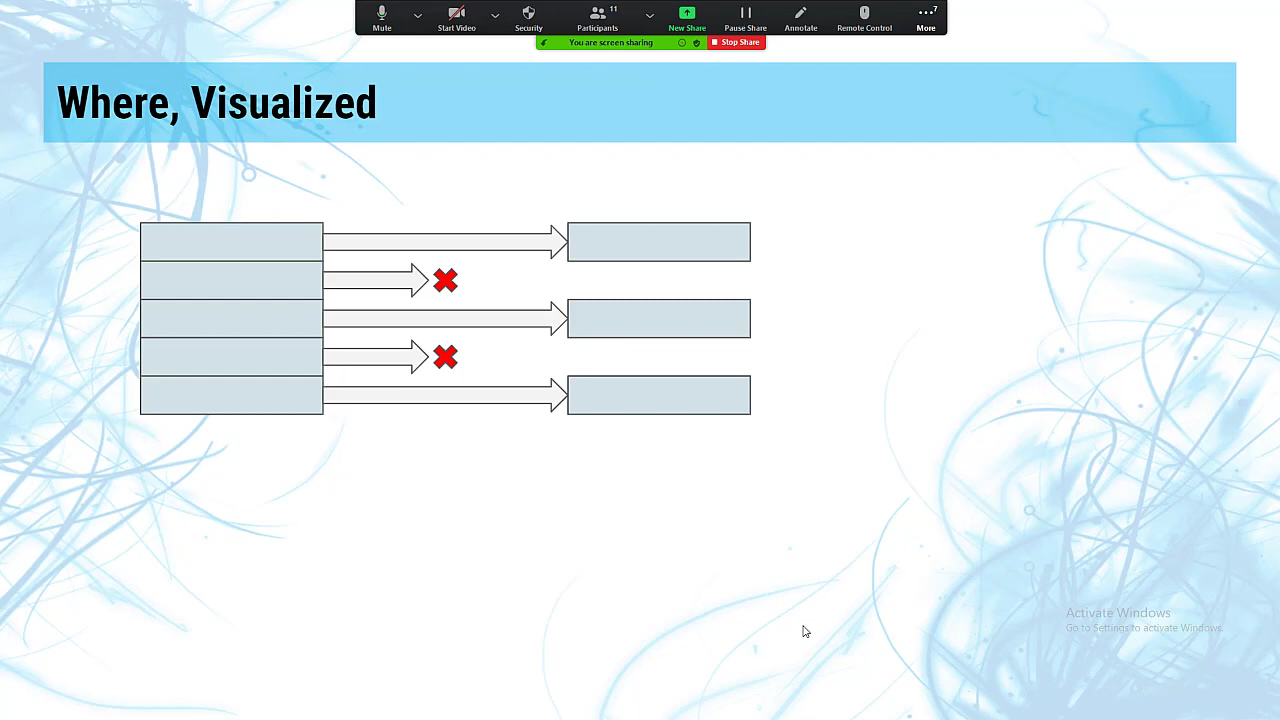 11
7
Mute
Start Video
Security
Participants
New Share
Pause Share
Annotate
Remote Control
More
You are screen sharing
Stop Share
Where, Visualized
Activate Windows
Go to Settings to activate Windows.